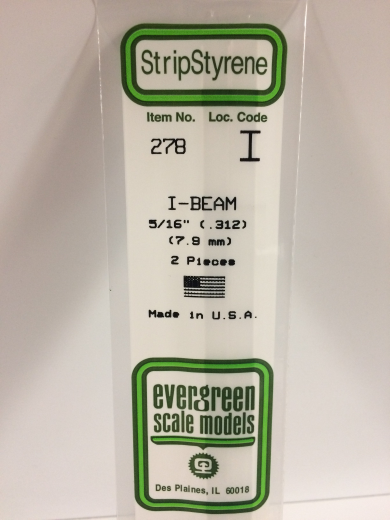 StripStyrene
Item No. Loc. Code
278 I
I-BEAM
5/16" (.312)
(7.9 mm)
2 Pieces
Made in U.S.A.
evergreen
scale models
Des Plaines, IL 60018